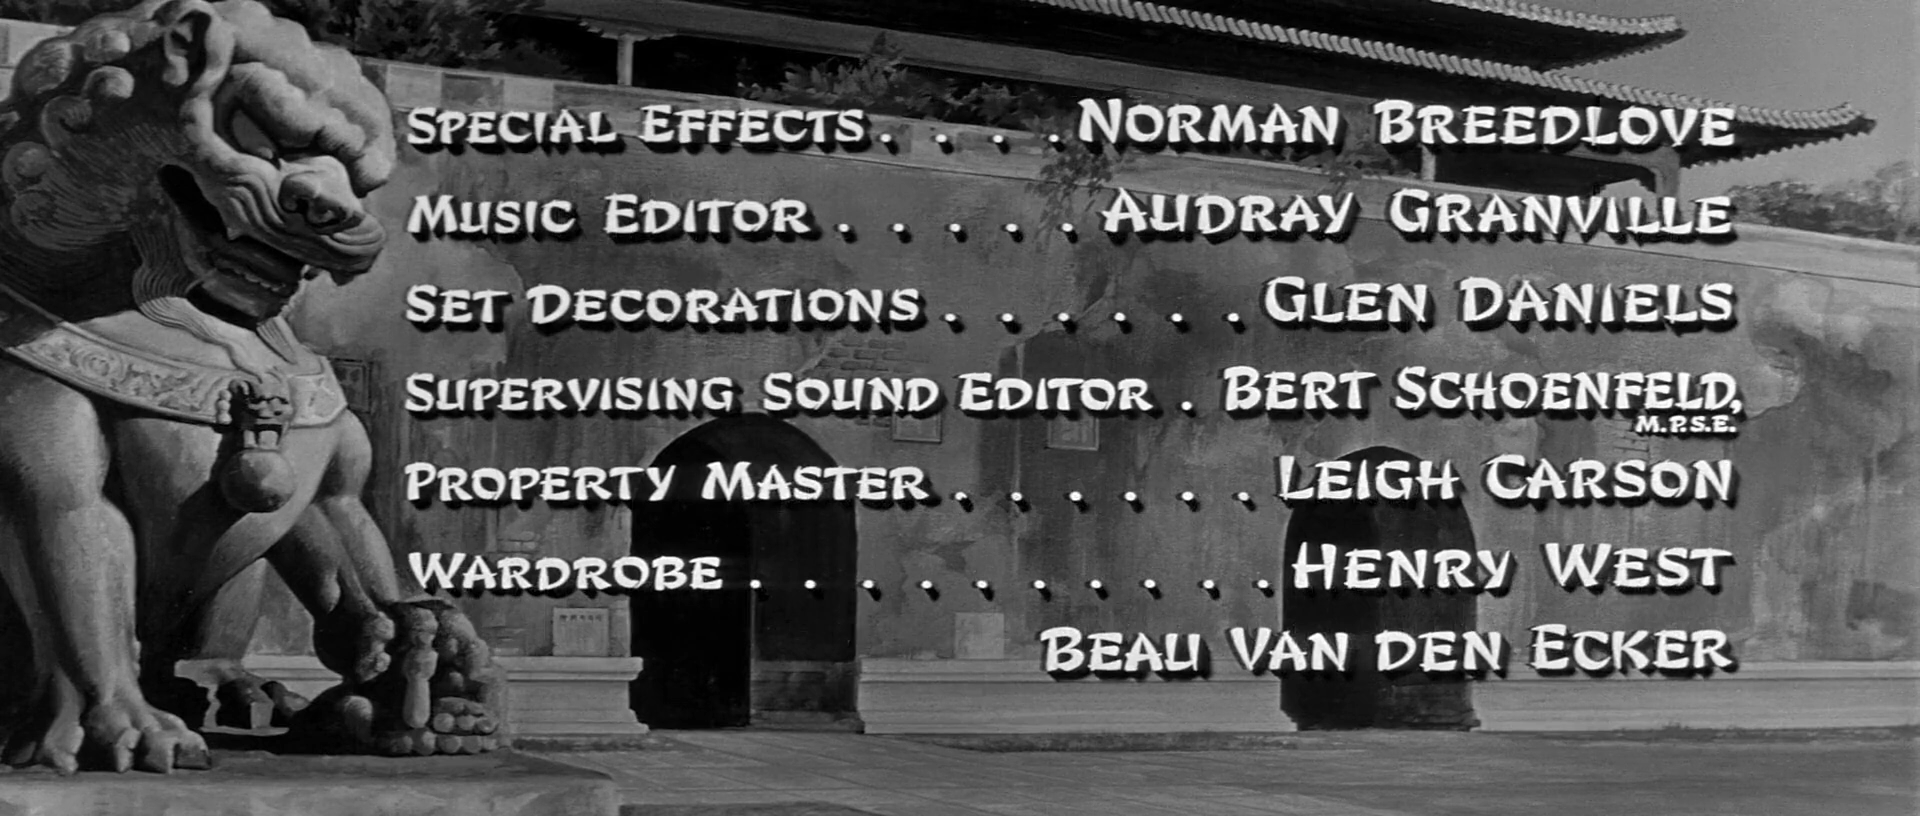 Special Effects. . . . Norman Breedlove
Music Editor . . . . . Audray Granville
Set Decorations . . . . . . Glen Daniels
Supervising Sound Editor . Bert Schoenfeld,
M.P.S.E.
Property Master . . . . . . Leigh Carson
Wardrobe . . . . . . . . . . Henry West
Beau Van den Ecker